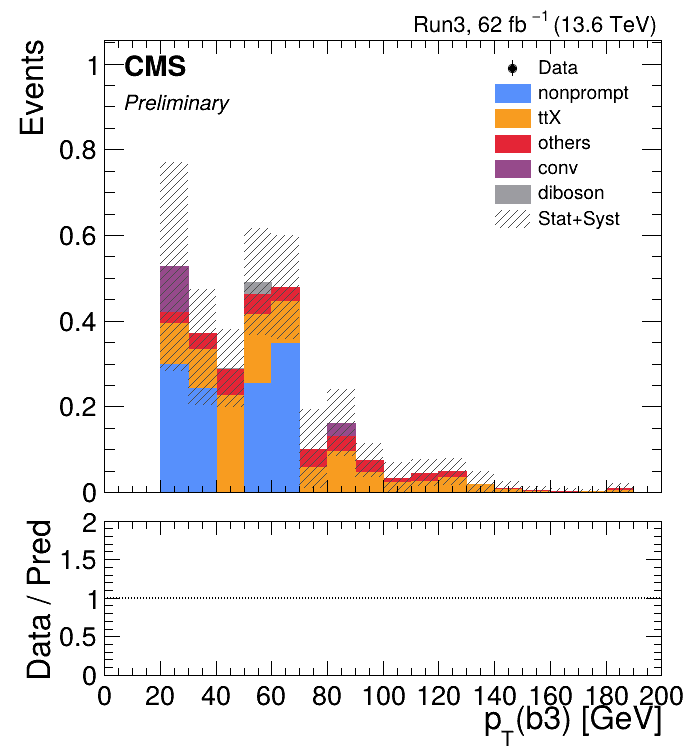 Run3, 62 fb⁻¹ (13.6 TeV)
CMS
Preliminary
Events
1
0.8
0.6
0.4
0.2
0
Data
nonprompt
ttX
others
conv
diboson
Stat+Syst
Data / Pred
2
1.5
1
0.5
0
0 20 40 60 80 100 120 140 160 180 200
p_T(b3) [GeV]